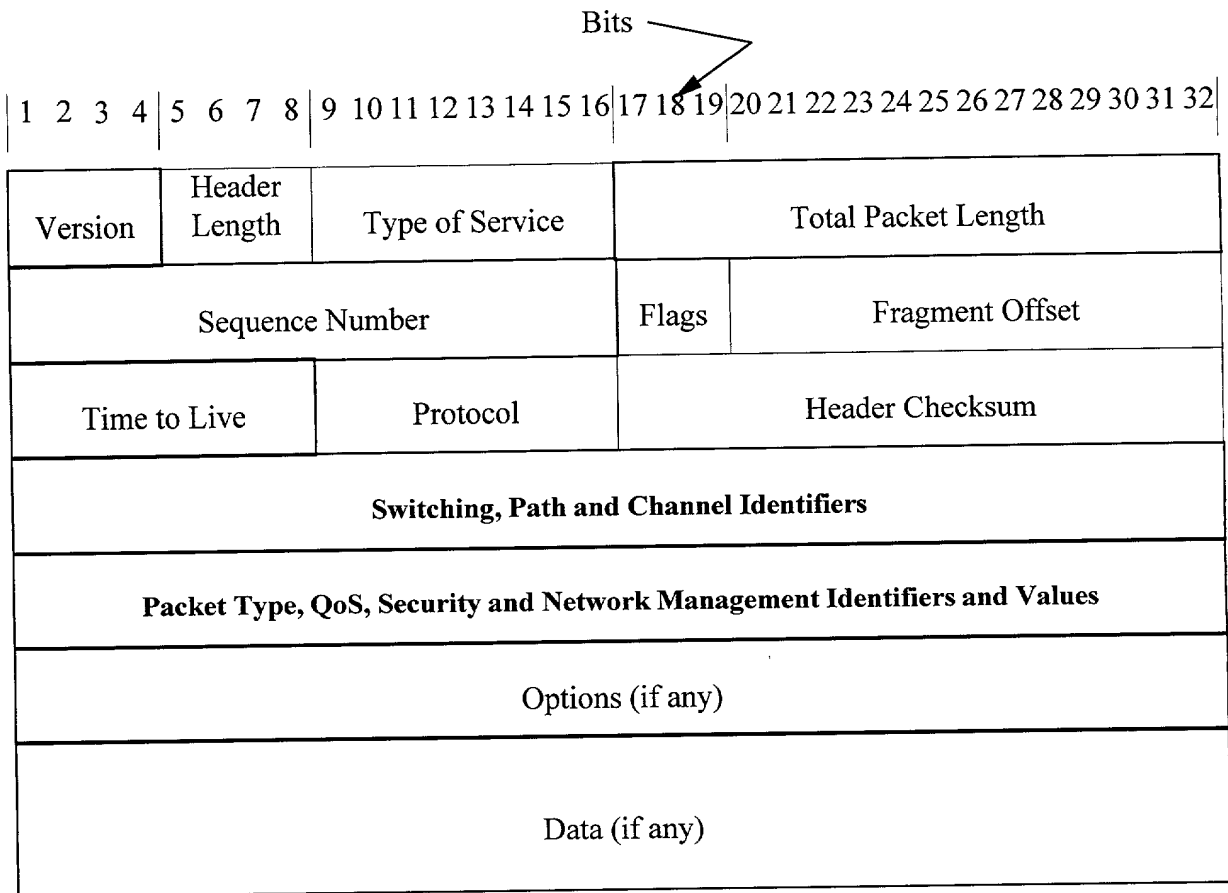 Bits
1 2 3 4 5 6 7 8 9 10 11 12 13 14 15 16 17 18 19 20 21 22 23 24 25 26 27 28 29 30 31 32
Version
Header
Length
Type of Service
Total Packet Length
Sequence Number
Flags
Fragment Offset
Time to Live
Protocol
Header Checksum
Switching, Path and Channel Identifiers
Packet Type, QoS, Security and Network Management Identifiers and Values
Options (if any)
Data (if any)